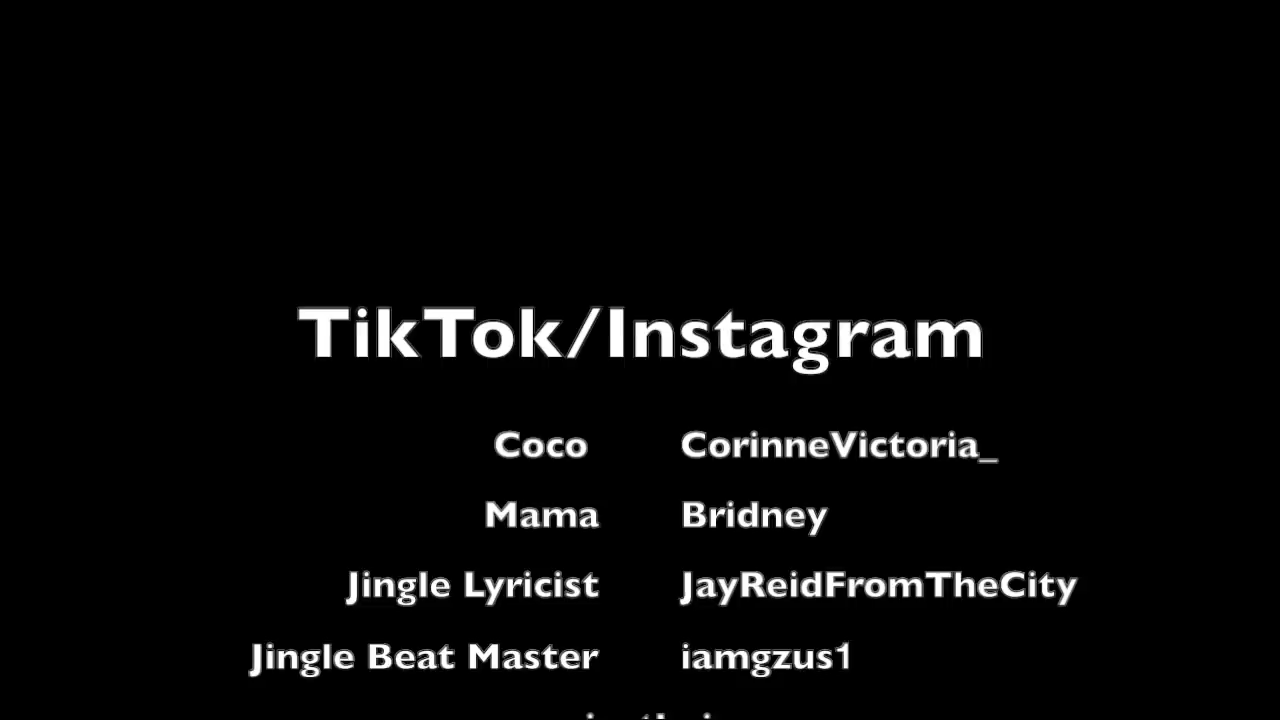 TikTok/Instagram
Coco CorinneVictoria_
Mama Bridney
Jingle Lyricist JayReidFromTheCity
Jingle Beat Master iamgzus1